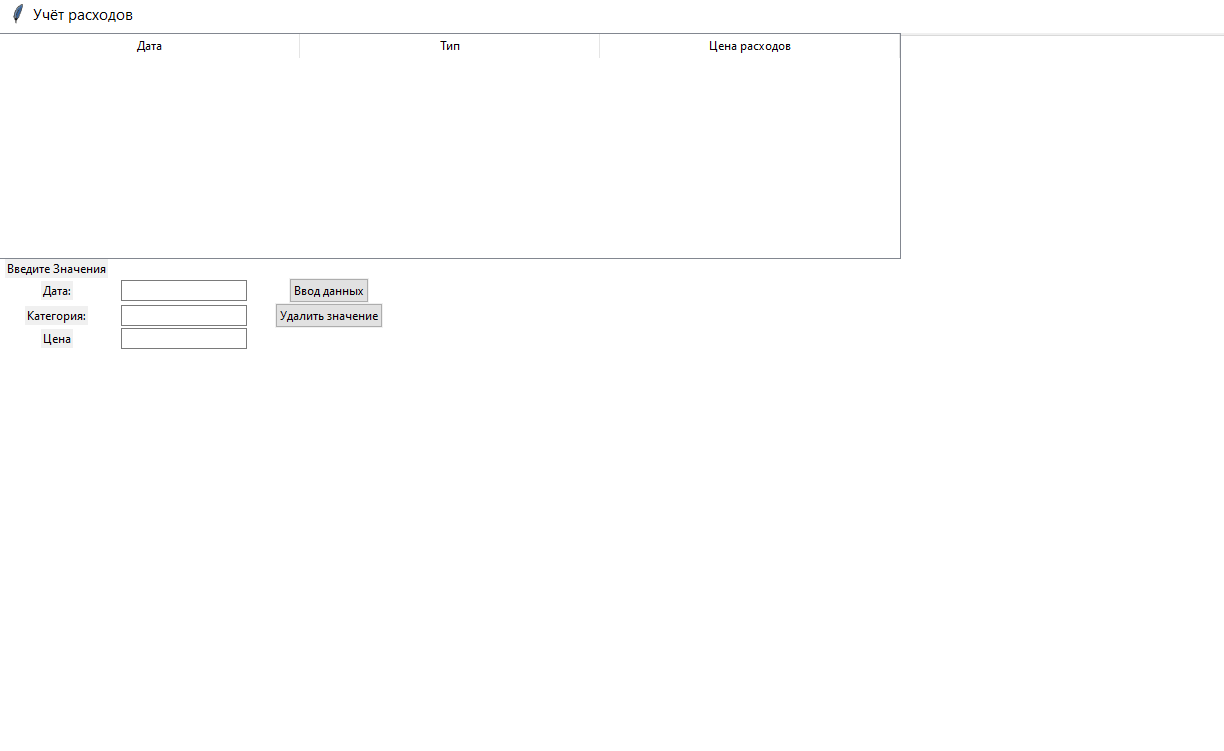 Учёт расходов
Дата Тип Цена расходов
Введите Значения
Дата: Ввод данных
Категория: Удалить значение
Цена